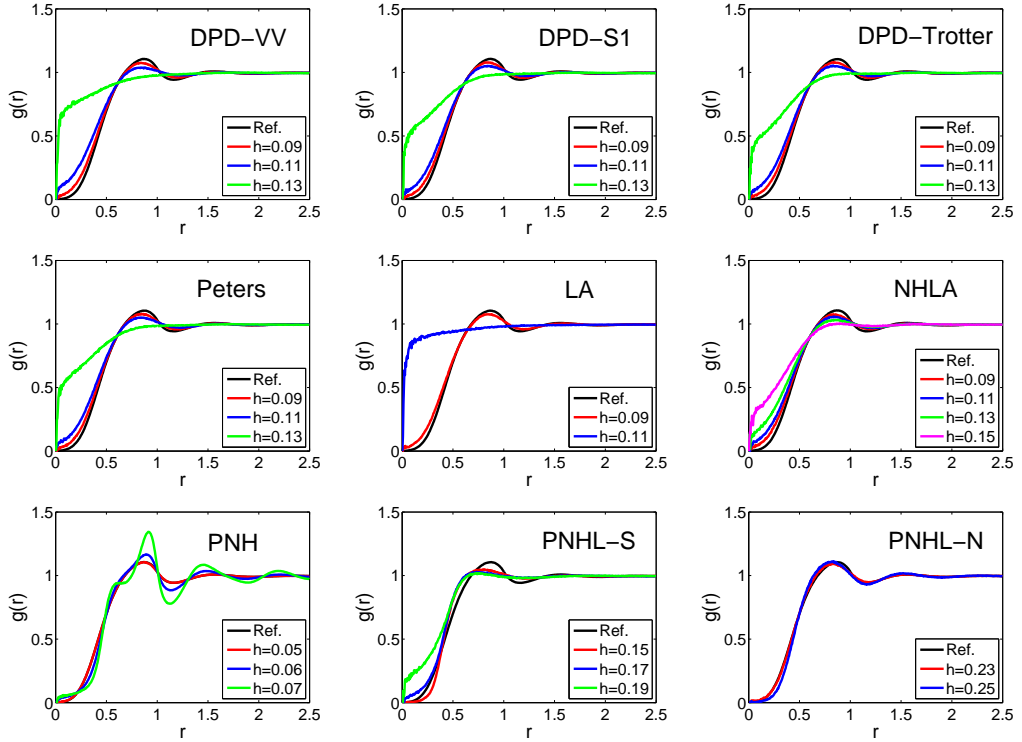 DPD−VV
1.5
1
0.5
0
g(r)
Ref.
h=0.09
h=0.11
h=0.13
0 0.5 1 1.5 2 2.5
r
DPD−S1
1.5
1
0.5
0
g(r)
Ref.
h=0.09
h=0.11
h=0.13
0 0.5 1 1.5 2 2.5
r
DPD−Trotter
1.5
1
0.5
0
g(r)
Ref.
h=0.09
h=0.11
h=0.13
0 0.5 1 1.5 2 2.5
r
Peters
1.5
1
0.5
0
g(r)
Ref.
h=0.09
h=0.11
h=0.13
0 0.5 1 1.5 2 2.5
r
LA
1.5
1
0.5
0
g(r)
Ref.
h=0.09
h=0.11
0 0.5 1 1.5 2 2.5
r
NHLA
1.5
1
0.5
0
g(r)
Ref.
h=0.09
h=0.11
h=0.13
h=0.15
0 0.5 1 1.5 2 2.5
r
PNH
1.5
1
0.5
0
g(r)
Ref.
h=0.05
h=0.06
h=0.07
0 0.5 1 1.5 2 2.5
r
PNHL−S
1.5
1
0.5
0
g(r)
Ref.
h=0.15
h=0.17
h=0.19
0 0.5 1 1.5 2 2.5
r
PNHL−N
1.5
1
0.5
0
g(r)
Ref.
h=0.23
h=0.25
0 0.5 1 1.5 2 2.5
r